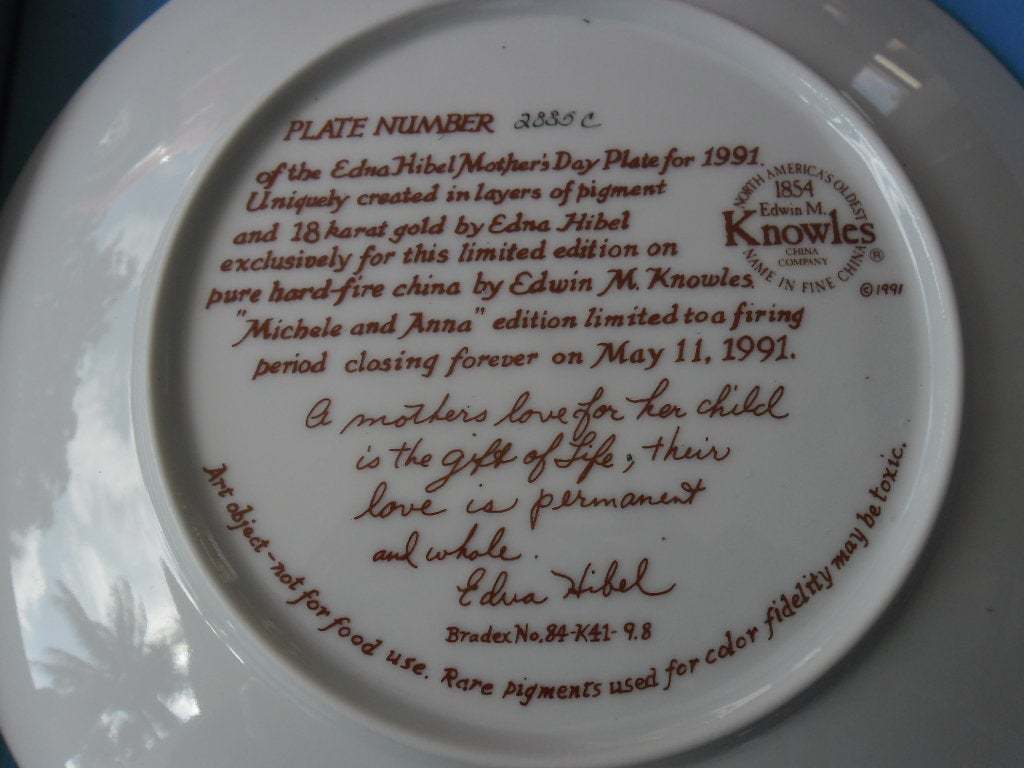 PLATE NUMBER 2885 C
of the Edna Hibel Mother's Day Plate for 1991.
Uniquely created in layers of pigment
and 18 karat gold by Edna Hibel
exclusively for this limited edition on
pure hard-fire china by Edwin M. Knowles.
"Michele and Anna" edition limited to a firing
period closing forever on May 11, 1991.
NORTH AMERICA'S OLDEST
1854
Edwin M.
Knowles
CHINA
COMPANY
NAME IN FINE CHINA
®
©1991
A mothers love for her child
is the gift of Life, their
love is permanent
and whole.
Edna Hibel
Bradex No. 84-K41-9.8
Art object - not for food use. Rare pigments used for color fidelity may be toxic.